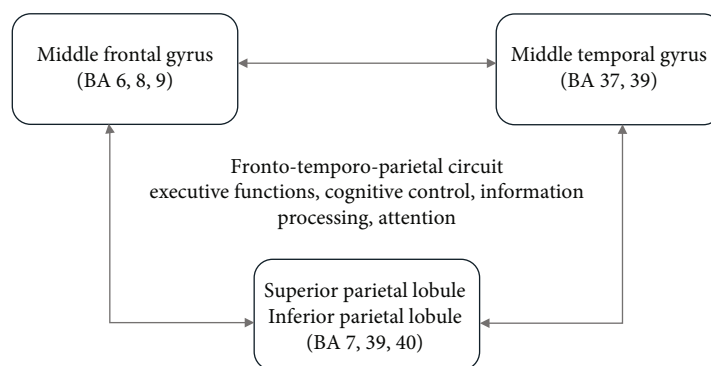 Middle frontal gyrus
(BA 6, 8, 9)
Middle temporal gyrus
(BA 37, 39)
Fronto-temporo-parietal circuit
executive functions, cognitive control, information
processing, attention
Superior parietal lobule
Inferior parietal lobule
(BA 7, 39, 40)